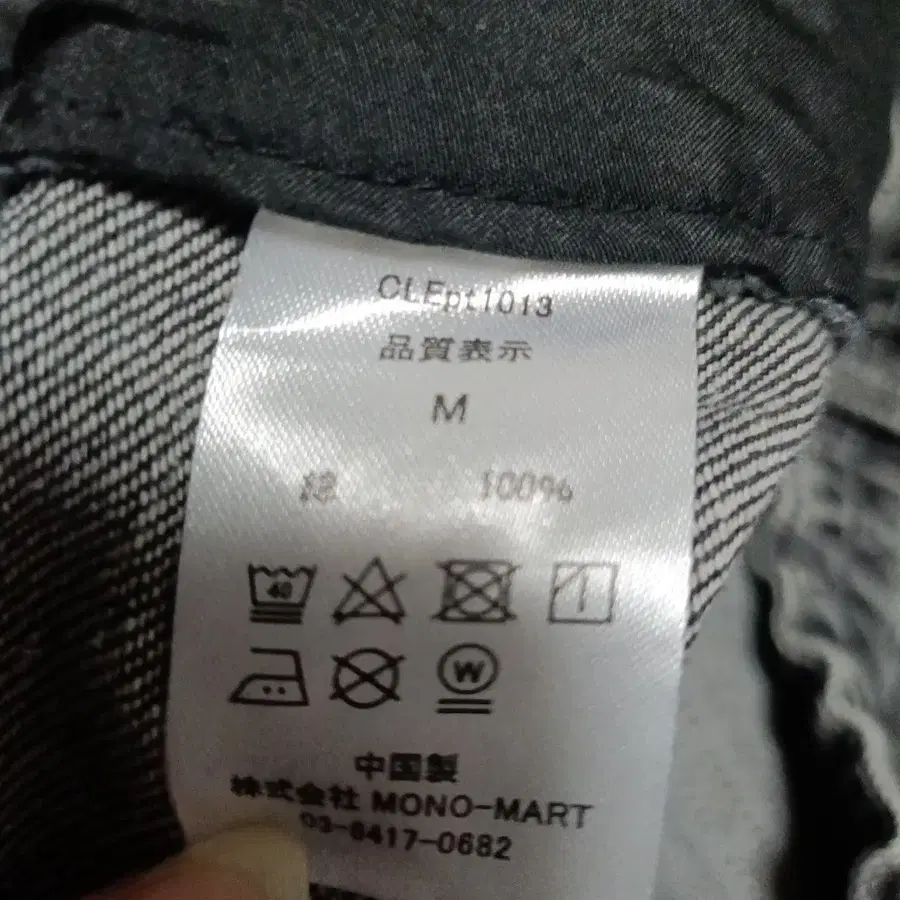 CLEpt1013
品質表示
M
綿 100%
40
W
中国製
株式会社 MONO-MART
03-6417-0682